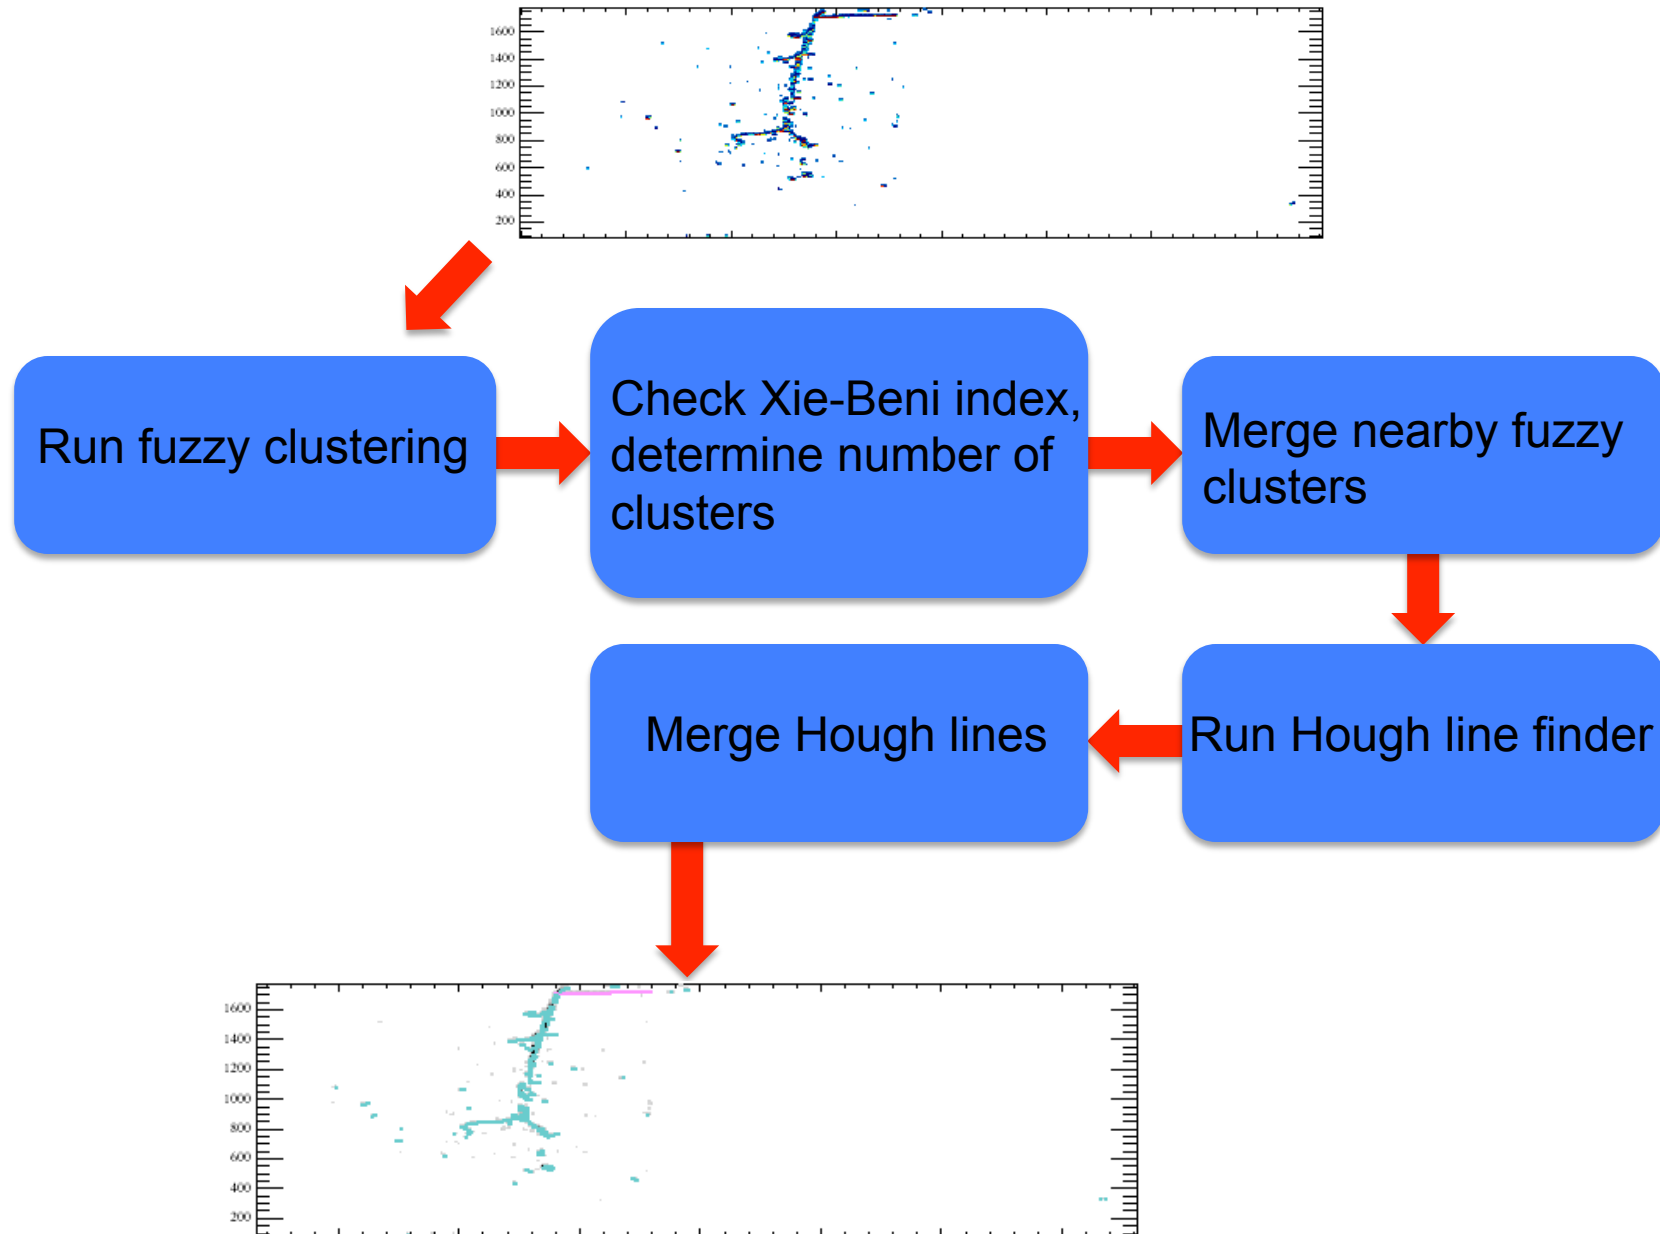 1600
1400
1200
1000
800
600
400
200
Run fuzzy clustering
Check Xie-Beni index,
determine number of
clusters
Merge nearby fuzzy
clusters
Merge Hough lines
Run Hough line finder
1600
1400
1200
1000
800
600
400
200